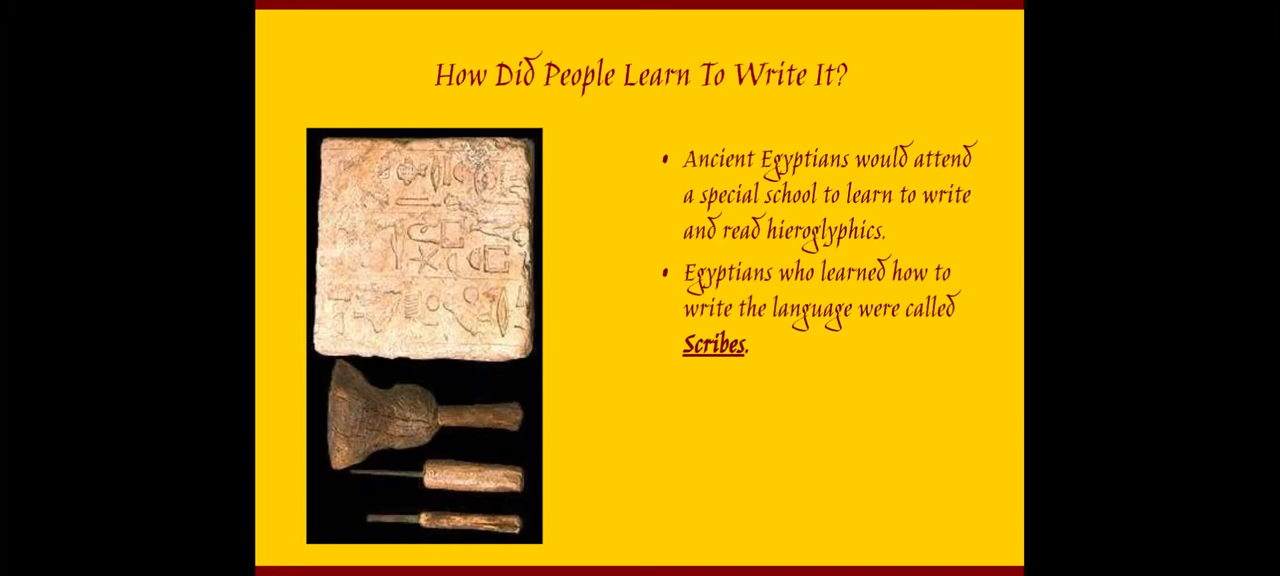 How Did People Learn To Write It?
• Ancient Egyptians would attend
a special school to learn to write
and read hieroglyphics.
• Egyptians who learned how to
write the language were called
Scribes.